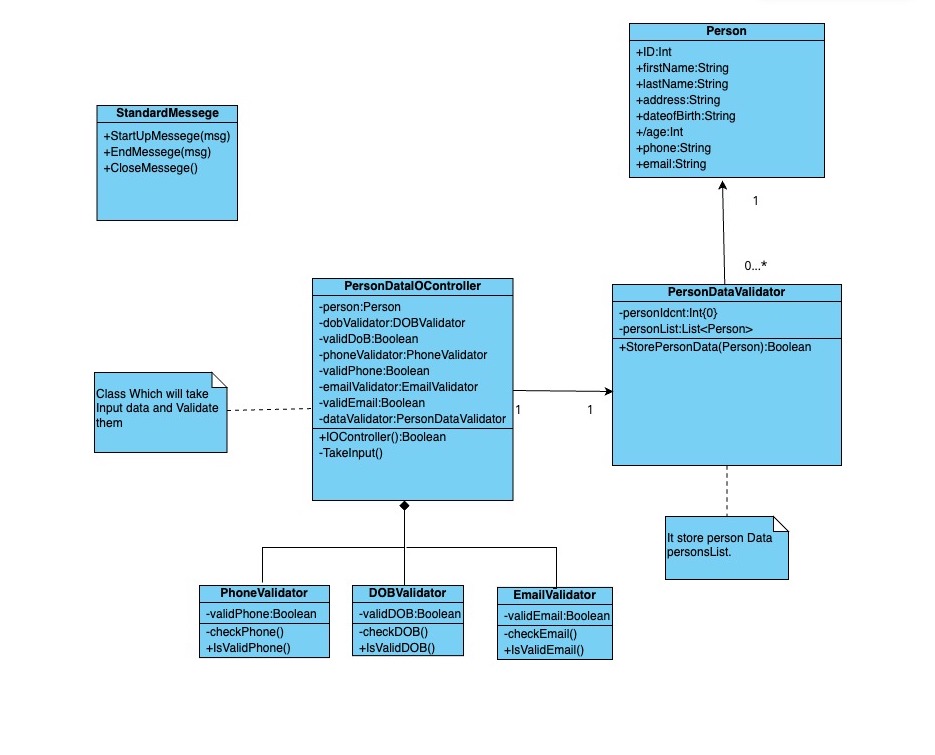 Person
+ID:Int
+firstName:String
+lastName:String
+address:String
+dateofBirth:String
+/age:Int
+phone:String
+email:String
StandardMessege
+StartUpMessege(msg)
+EndMessege(msg)
+CloseMessege()
1
0...*
PersonDataIOController
-person:Person
-dobValidator:DOBValidator
-validDoB:Boolean
-phoneValidator:PhoneValidator
-validPhone:Boolean
-emailValidator:EmailValidator
-validEmail:Boolean
-dataValidator:PersonDataValidator
+IOController():Boolean
-TakeInput()
PersonDataValidator
-personIdcnt:Int{0}
-personList:List<Person>
+StorePersonData(Person):Boolean
Class Which will take
Input data and Validate
them
1
1
It store person Data
personsList.
PhoneValidator
-validPhone:Boolean
-checkPhone()
+IsValidPhone()
DOBValidator
-validDOB:Boolean
-checkDOB()
+IsValidDOB()
EmailValidator
-validEmail:Boolean
-checkEmail()
+IsValidEmail()